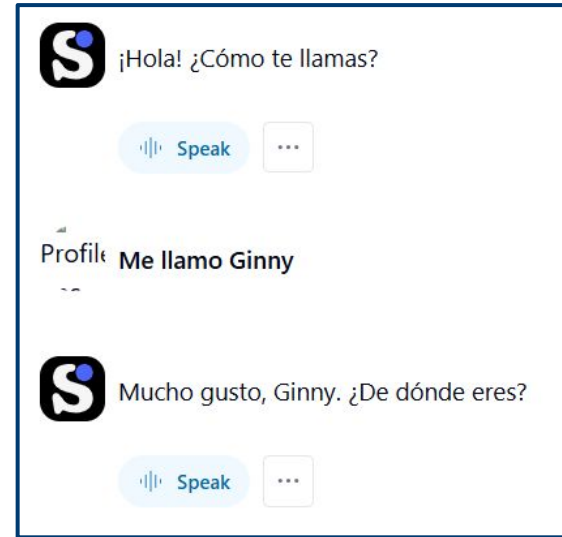 ¡Hola! ¿Cómo te llamas?
Speak
Profile
Me llamo Ginny
Mucho gusto, Ginny. ¿De dónde eres?
Speak